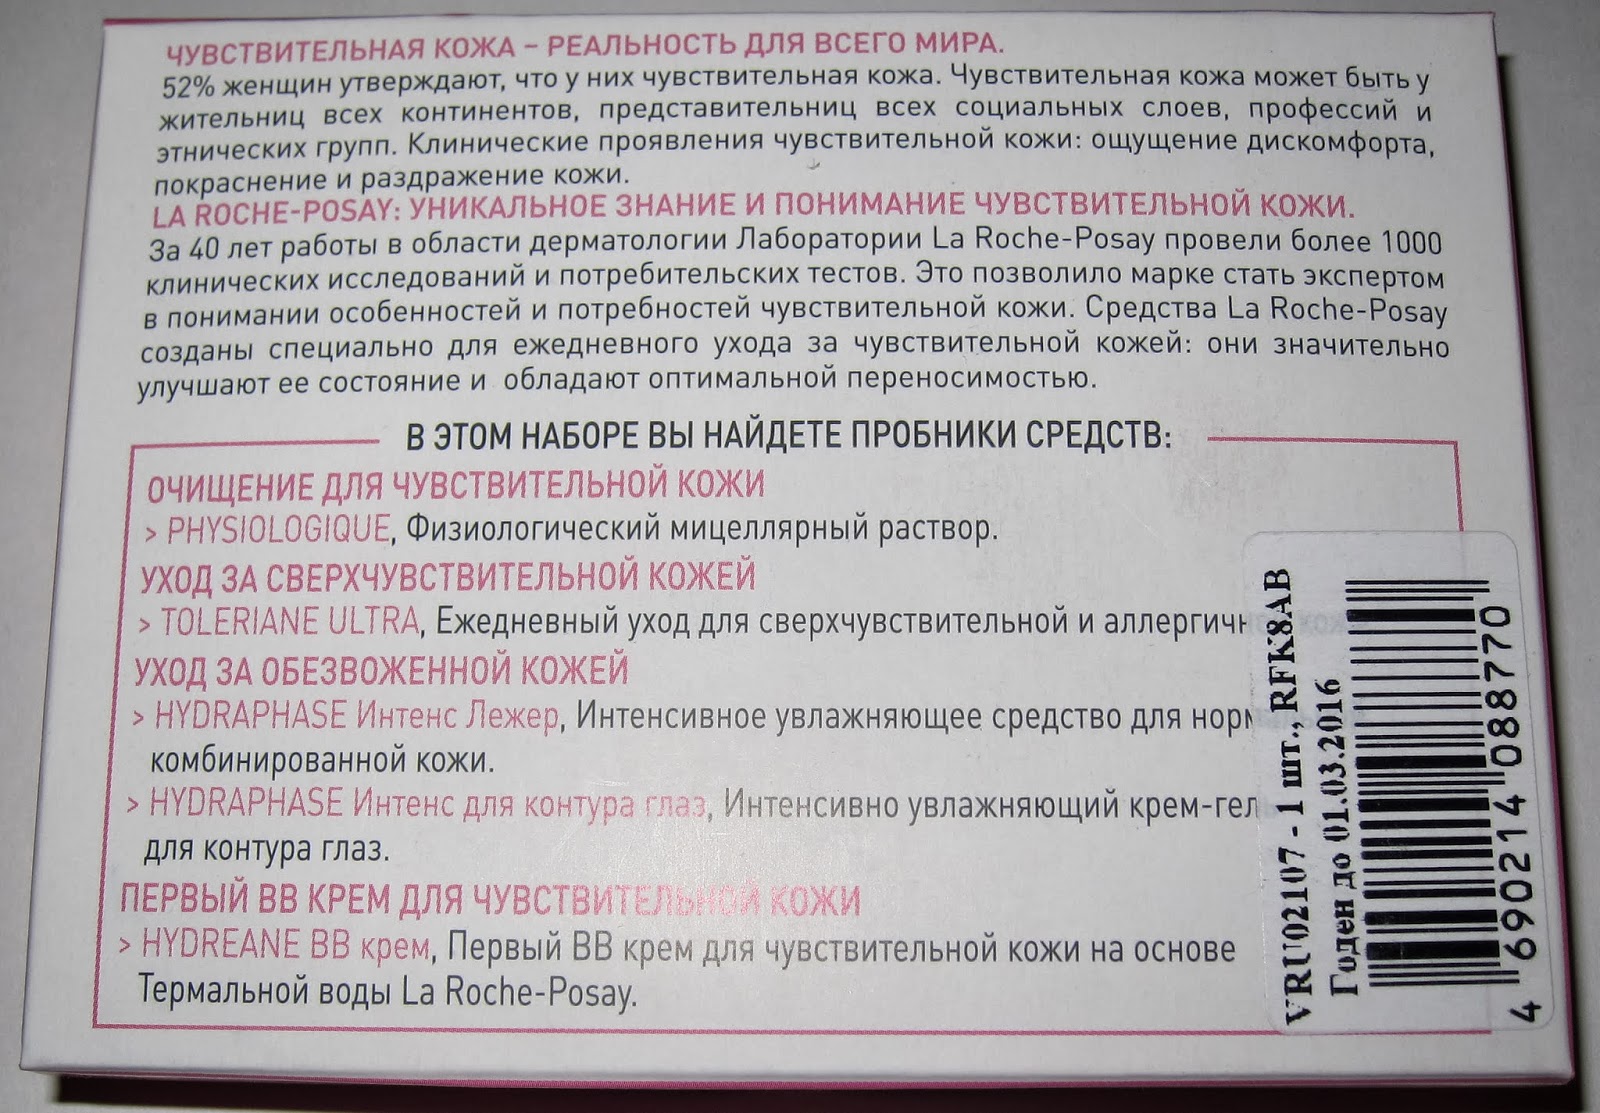 ЧУВСТВИТЕЛЬНАЯ КОЖА – РЕАЛЬНОСТЬ ДЛЯ ВСЕГО МИРА.
52% женщин утверждают, что у них чувствительная кожа. Чувствительная кожа может быть у
жительниц всех континентов, представительниц всех социальных слоев, профессий и
этнических групп. Клинические проявления чувствительной кожи: ощущение дискомфорта,
покраснение и раздражение кожи.
LA ROCHE-POSAY: УНИКАЛЬНОЕ ЗНАНИЕ И ПОНИМАНИЕ ЧУВСТВИТЕЛЬНОЙ КОЖИ.
За 40 лет работы в области дерматологии Лаборатории La Roche-Posay провели более 1000
клинических исследований и потребительских тестов. Это позволило марке стать экспертом
в понимании особенностей и потребностей чувствительной кожи. Средства La Roche-Posay
созданы специально для ежедневного ухода за чувствительной кожей: они значительно
улучшают ее состояние и обладают оптимальной переносимостью.
В ЭТОМ НАБОРЕ ВЫ НАЙДЕТЕ ПРОБНИКИ СРЕДСТВ:
ОЧИЩЕНИЕ ДЛЯ ЧУВСТВИТЕЛЬНОЙ КОЖИ
> PHYSIOLOGIQUE, Физиологический мицеллярный раствор.
УХОД ЗА СВЕРХЧУВСТВИТЕЛЬНОЙ КОЖЕЙ
> TOLERIANE ULTRA, Ежедневный уход для сверхчувствительной и аллергичн
УХОД ЗА ОБЕЗВОЖЕННОЙ КОЖЕЙ
> HYDRAPHASE Интенс Лежер, Интенсивное увлажняющее средство для норм
комбинированной кожи.
> HYDRAPHASE Интенс для контура глаз, Интенсивно увлажняющий крем-гель
для контура глаз.
ПЕРВЫЙ BB КРЕМ ДЛЯ ЧУВСТВИТЕЛЬНОЙ КОЖИ
> HYDREANE BB крем, Первый BB крем для чувствительной кожи на основе
Термальной воды La Roche-Posay.
VRU02107 - 1 шт., RFK8AB
Годен до 01.03.2016
4 690214 088770